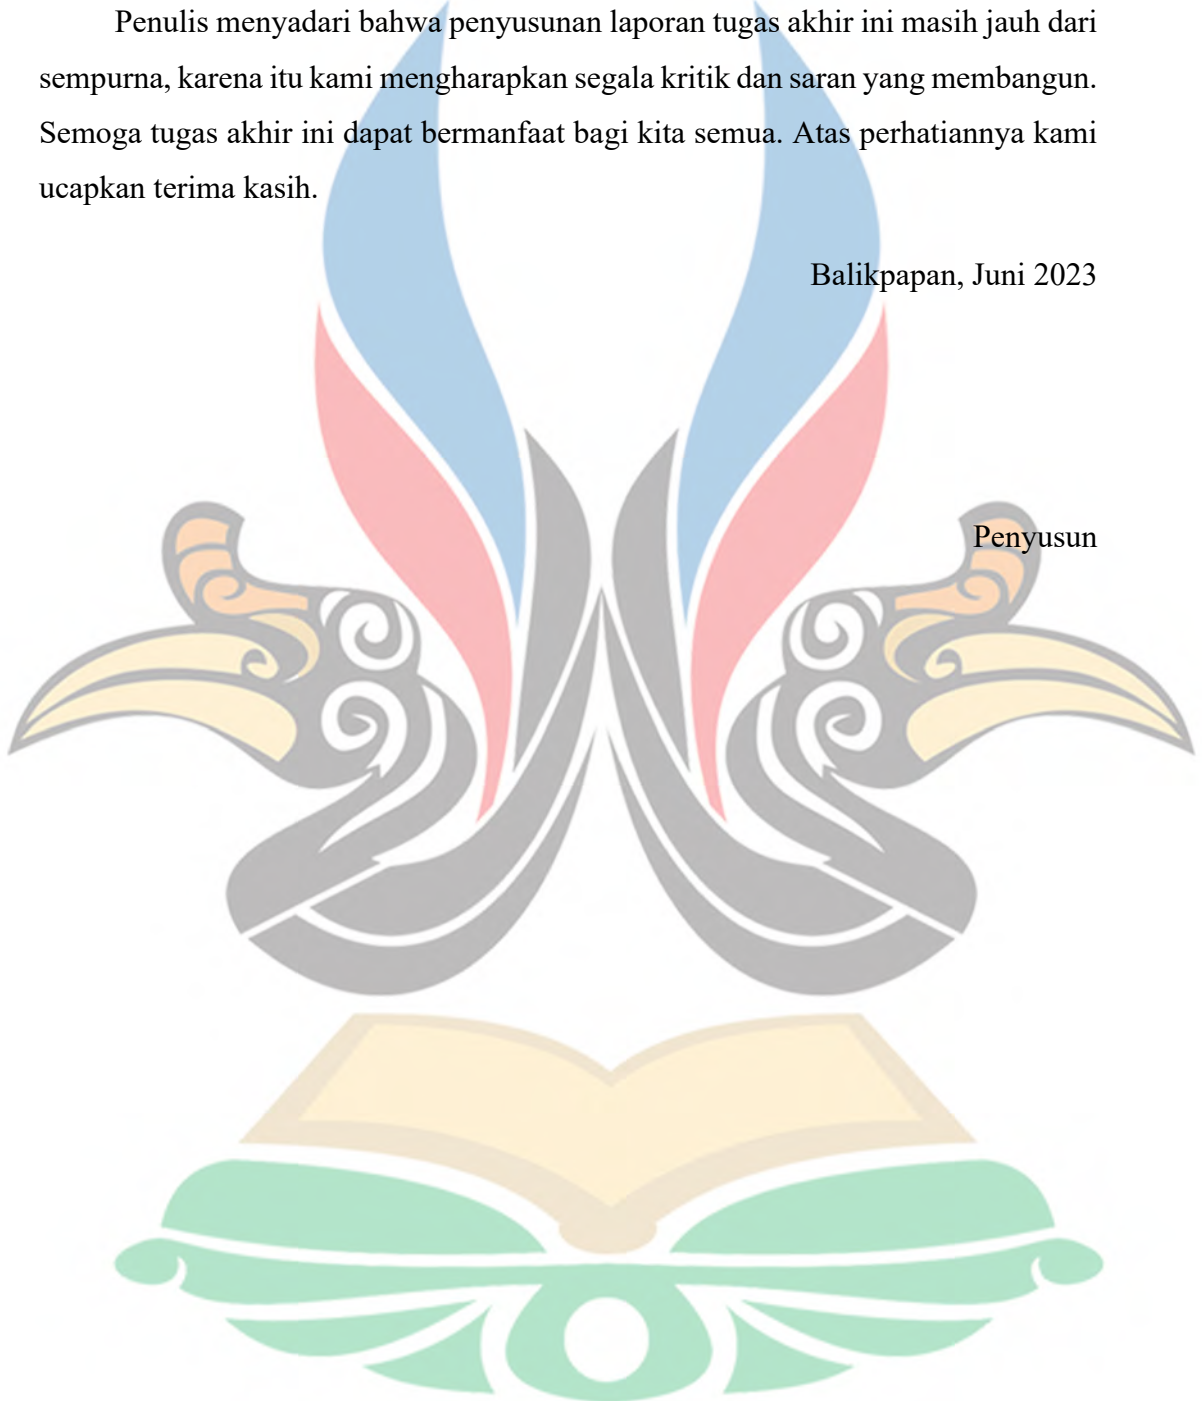 Penulis menyadari bahwa penyusunan laporan tugas akhir ini masih jauh dari
sempurna, karena itu kami mengharapkan segala kritik dan saran yang membangun.
Semoga tugas akhir ini dapat bermanfaat bagi kita semua. Atas perhatiannya kami
ucapkan terima kasih.
Balikpapan, Juni 2023
Penyusun